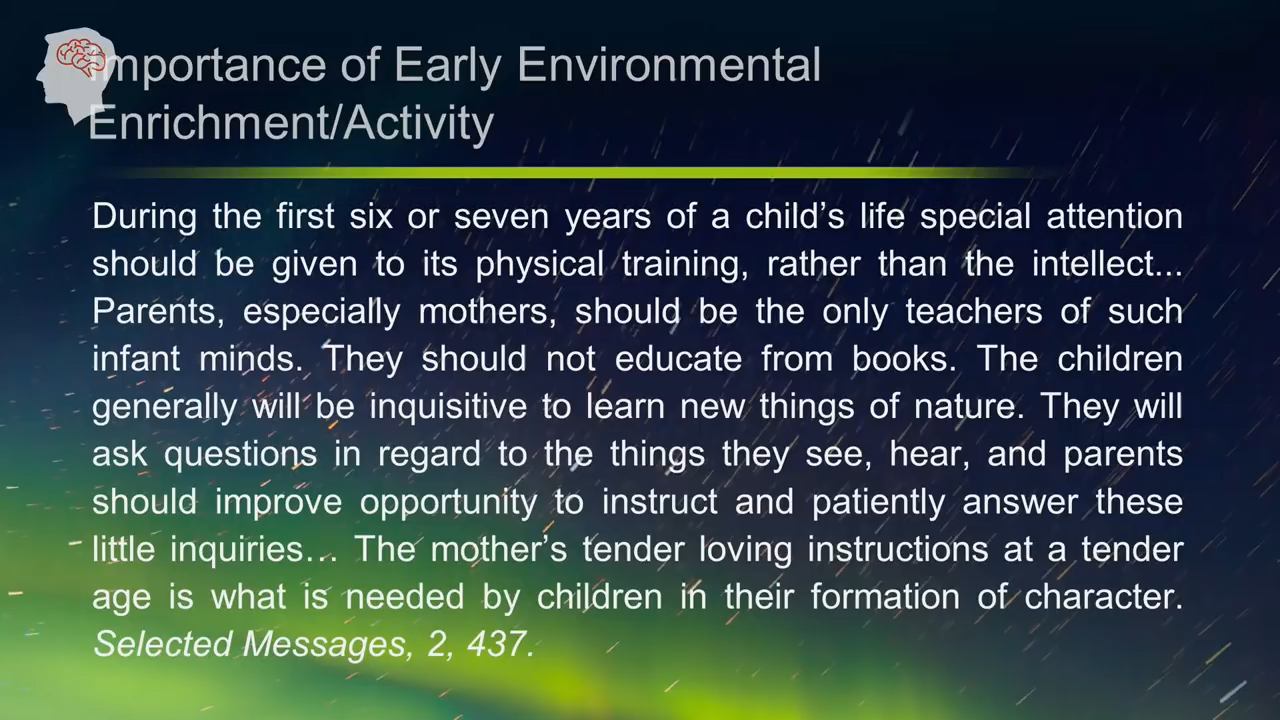 Importance of Early Environmental
Enrichment/Activity
During the first six or seven years of a child’s life special attention
should be given to its physical training, rather than the intellect...
Parents, especially mothers, should be the only teachers of such
infant minds. They should not educate from books. The children
generally will be inquisitive to learn new things of nature. They will
ask questions in regard to the things they see, hear, and parents
should improve opportunity to instruct and patiently answer these
little inquiries… The mother’s tender loving instructions at a tender
age is what is needed by children in their formation of character.
Selected Messages, 2, 437.